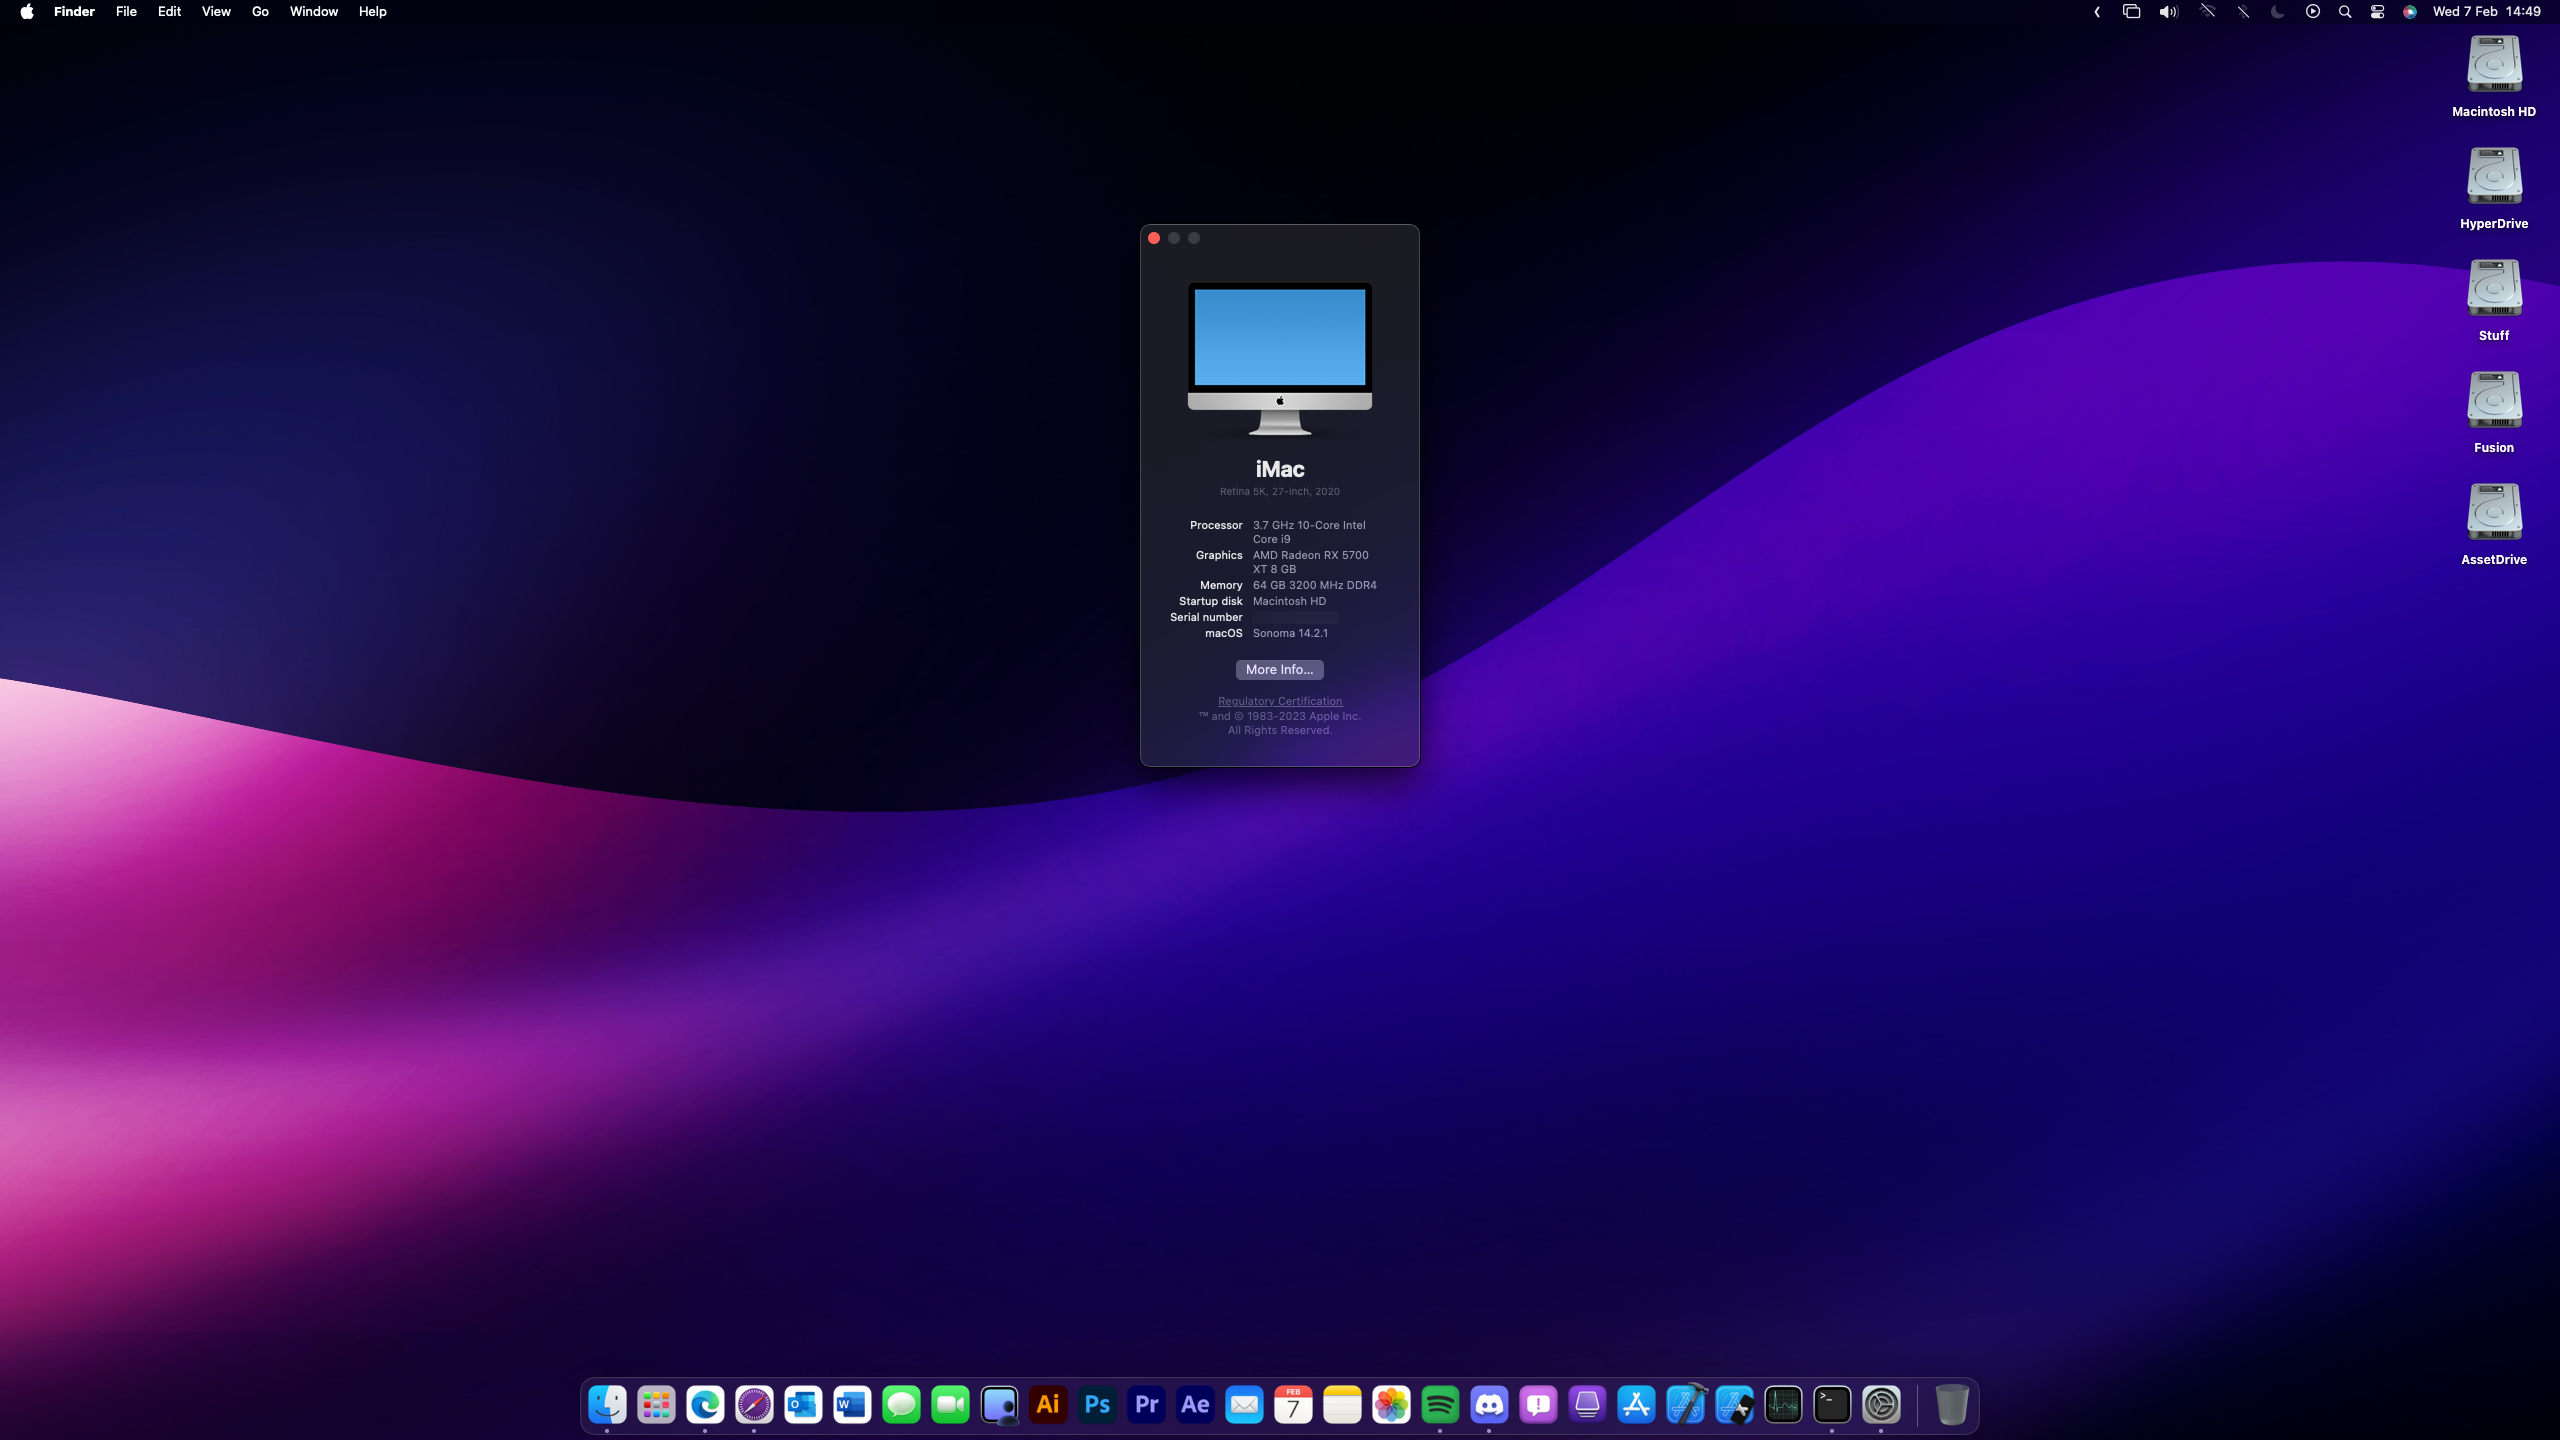 Finder File Edit View Go Window Help
Wed 7 Feb 14:49
Macintosh HD
HyperDrive
Stuff
Fusion
AssetDrive
iMac
Retina 5K, 27-inch, 2020
Processor 3.7 GHz 10-Core Intel
Core i9
Graphics AMD Radeon RX 5700
XT 8 GB
Memory 64 GB 3200 MHz DDR4
Startup disk Macintosh HD
Serial number
macOS Sonoma 14.2.1
More Info...
Regulatory Certification
™ and © 1983-2023 Apple Inc.
All Rights Reserved.
O W Ai Ps Pr Ae FEB >_
7